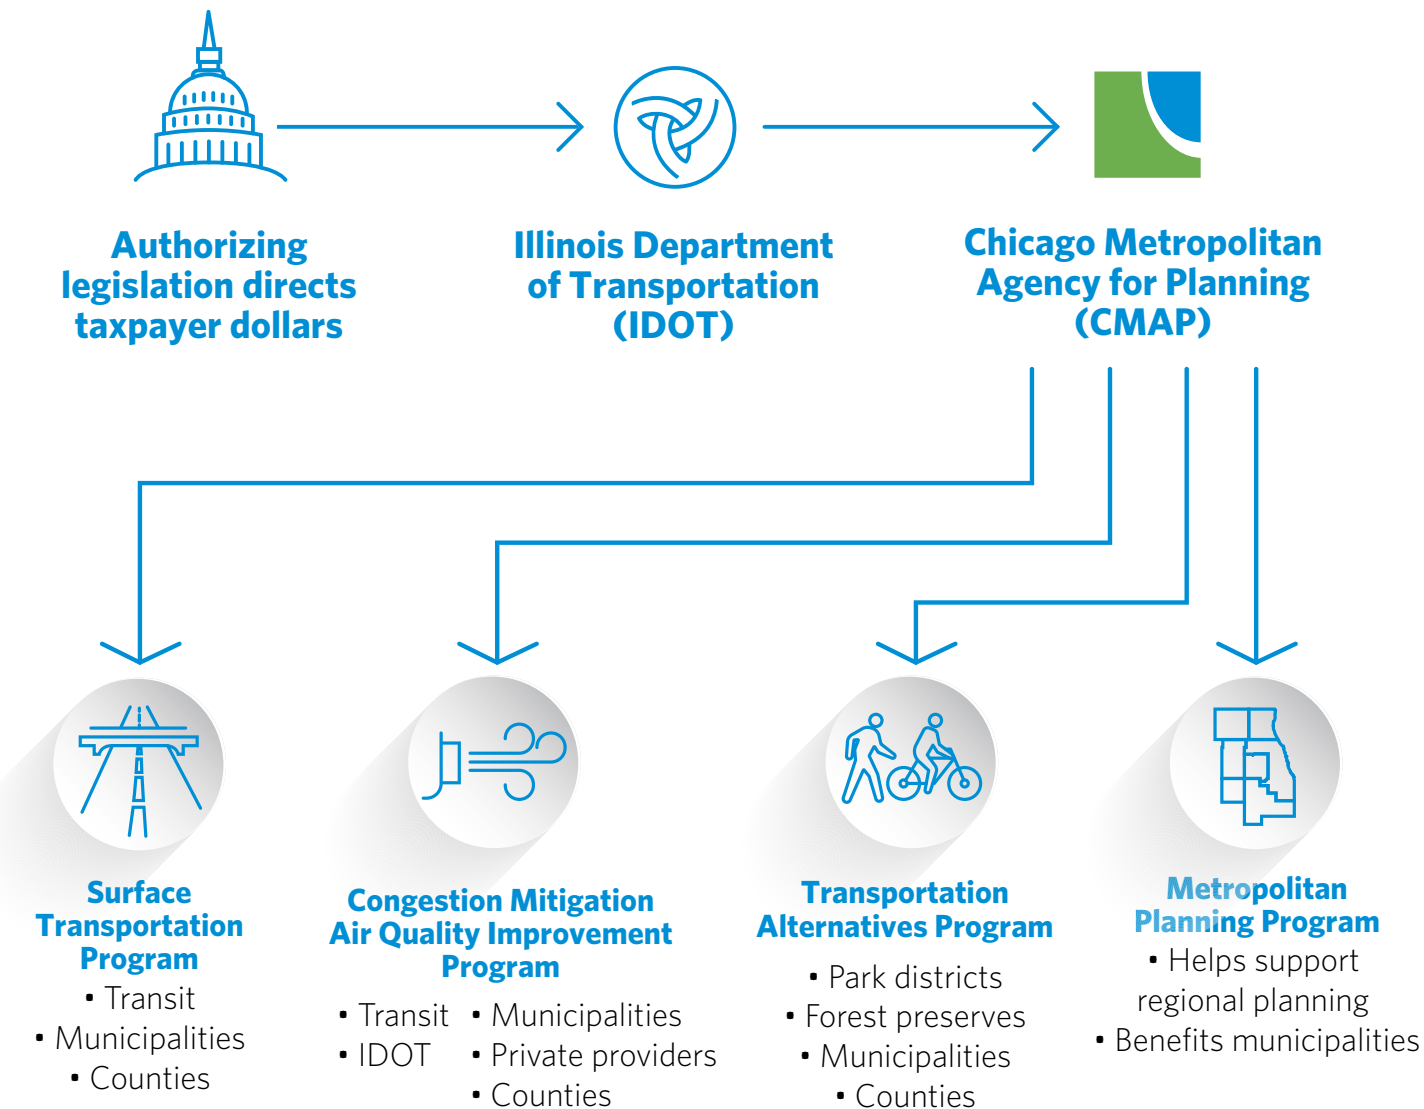 Authorizing
legislation directs
taxpayer dollars
Illinois Department
of Transportation
(IDOT)
Chicago Metropolitan
Agency for Planning
(CMAP)
Surface
Transportation
Program
• Transit
• Municipalities
• Counties
Congestion Mitigation
Air Quality Improvement
Program
• Transit
• IDOT
• Municipalities
• Private providers
• Counties
Transportation
Alternatives Program
• Park districts
• Forest preserves
• Municipalities
• Counties
Metropolitan
Planning Program
• Helps support
regional planning
• Benefits municipalities